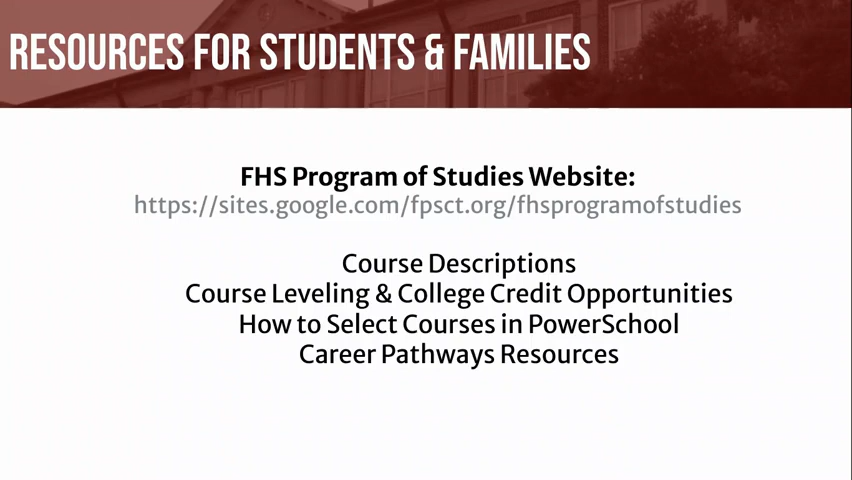 RESOURCES FOR STUDENTS & FAMILIES
FHS Program of Studies Website:
https://sites.google.com/fpsct.org/fhsprogramofstudies
Course Descriptions
Course Leveling & College Credit Opportunities
How to Select Courses in PowerSchool
Career Pathways Resources